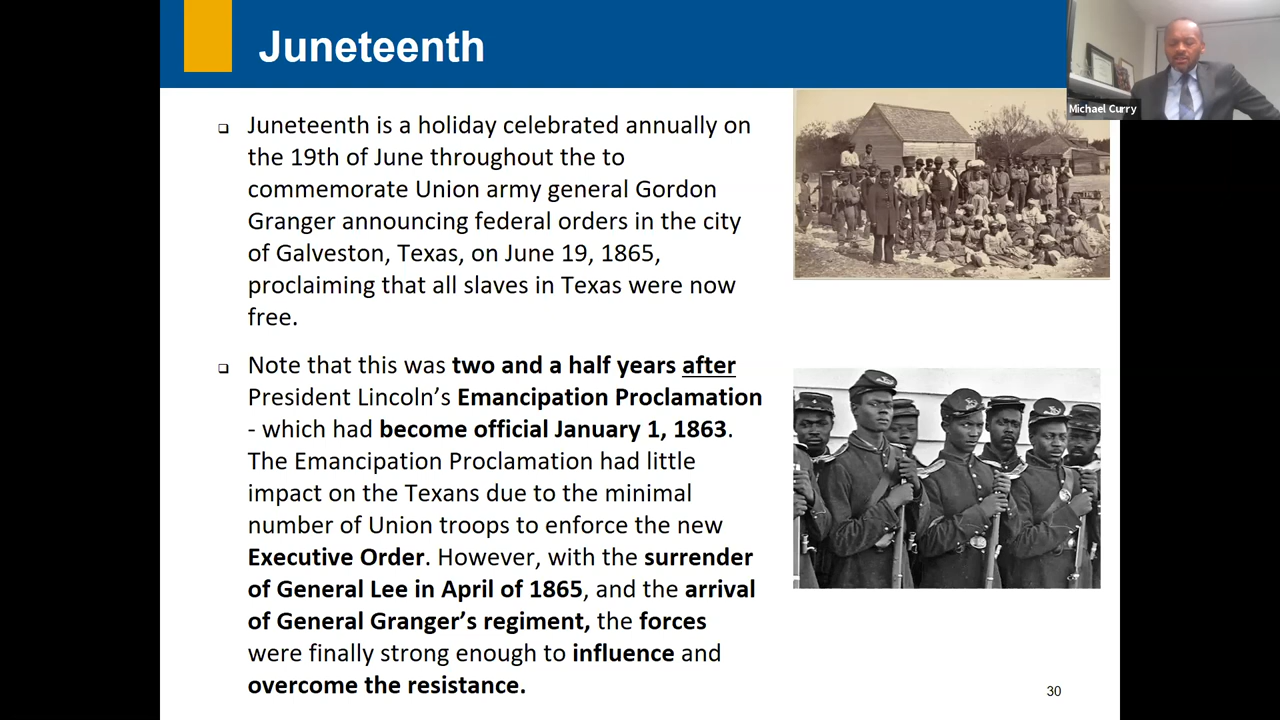 Juneteenth
Michael Curry
❑ Juneteenth is a holiday celebrated annually on
the 19th of June throughout the to
commemorate Union army general Gordon
Granger announcing federal orders in the city
of Galveston, Texas, on June 19, 1865,
proclaiming that all slaves in Texas were now
free.
❑ Note that this was two and a half years after
President Lincoln’s Emancipation Proclamation
- which had become official January 1, 1863.
The Emancipation Proclamation had little
impact on the Texans due to the minimal
number of Union troops to enforce the new
Executive Order. However, with the surrender
of General Lee in April of 1865, and the arrival
of General Granger’s regiment, the forces
were finally strong enough to influence and
overcome the resistance.
30